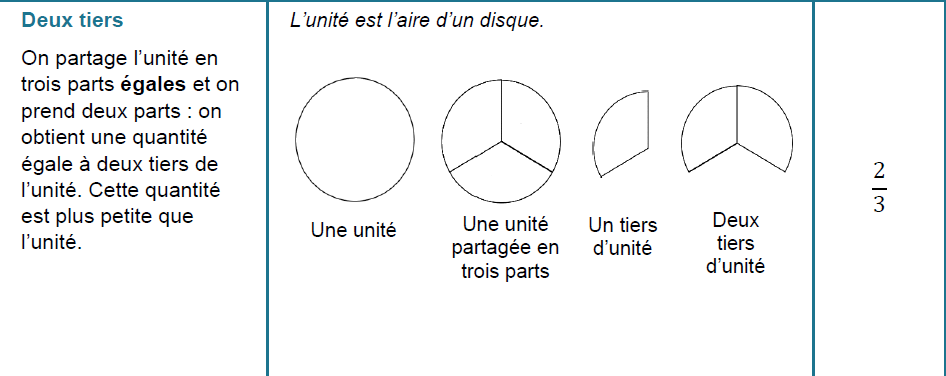 Deux tiers
On partage l’unité en
trois parts égales et on
prend deux parts : on
obtient une quantité
égale à deux tiers de
l’unité. Cette quantité
est plus petite que
l’unité.
L’unité est l’aire d’un disque.
Une unité
Une unité
partagée en
trois parts
Un tiers
d’unité
Deux
tiers
d’unité
2
3